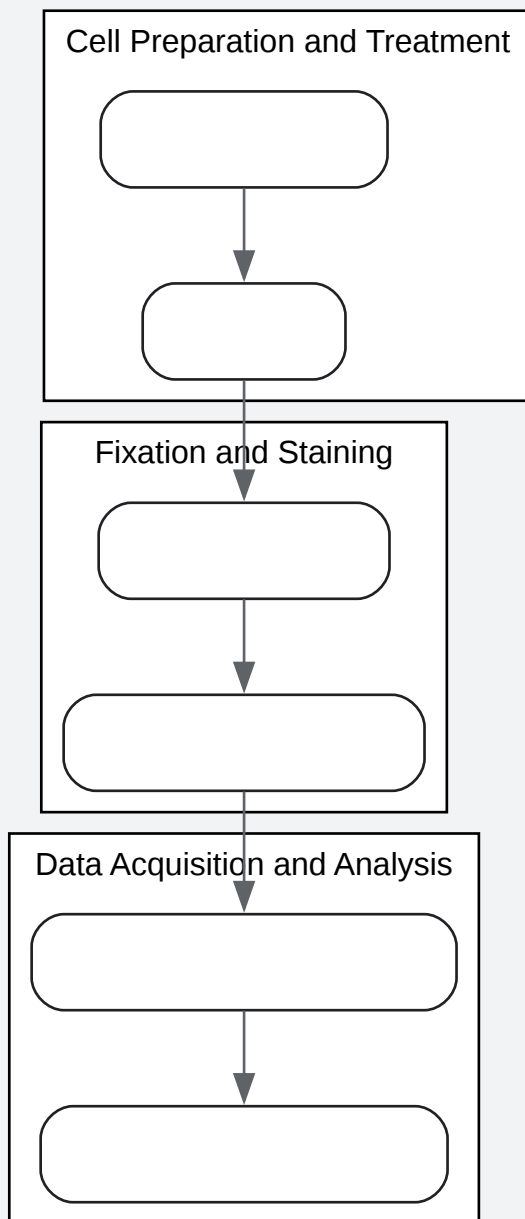 Cell Preparation and Treatment
Fixation and Staining
Data Acquisition and Analysis